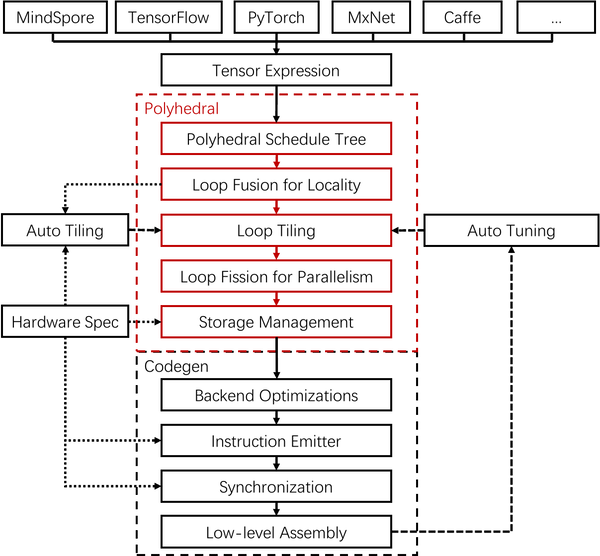 MindSpore
TensorFlow
PyTorch
MxNet
Caffe
...
Tensor Expression
Polyhedral
Polyhedral Schedule Tree
Loop Fusion for Locality
Auto Tiling
Loop Tiling
Auto Tuning
Loop Fission for Parallelism
Hardware Spec
Storage Management
Codegen
Backend Optimizations
Instruction Emitter
Synchronization
Low-level Assembly